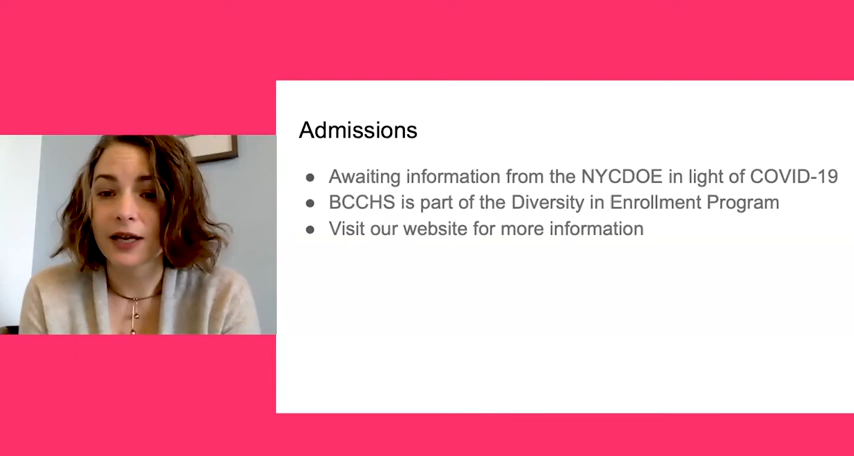 Admissions
● Awaiting information from the NYCDOE in light of COVID-19
● BCCHS is part of the Diversity in Enrollment Program
● Visit our website for more information